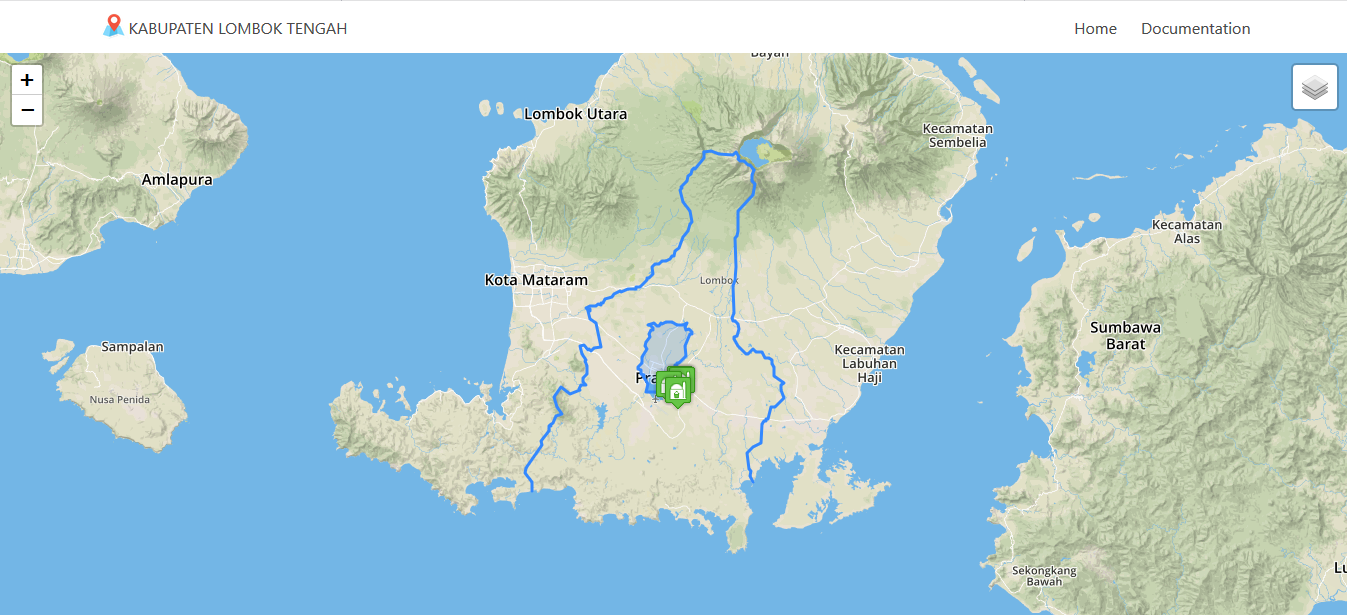 KABUPATEN LOMBOK TENGAH
Home
Documentation
+
−
Bayan
Lombok Utara
Kecamatan
Sembelia
Amlapura
Kecamatan
Alas
Kota Mataram
Lombok
Sumbawa
Barat
Sampalan
Kecamatan
Labuhan
Haji
Pra
Nusa Penida
Sekongkang
Bawah
Lu